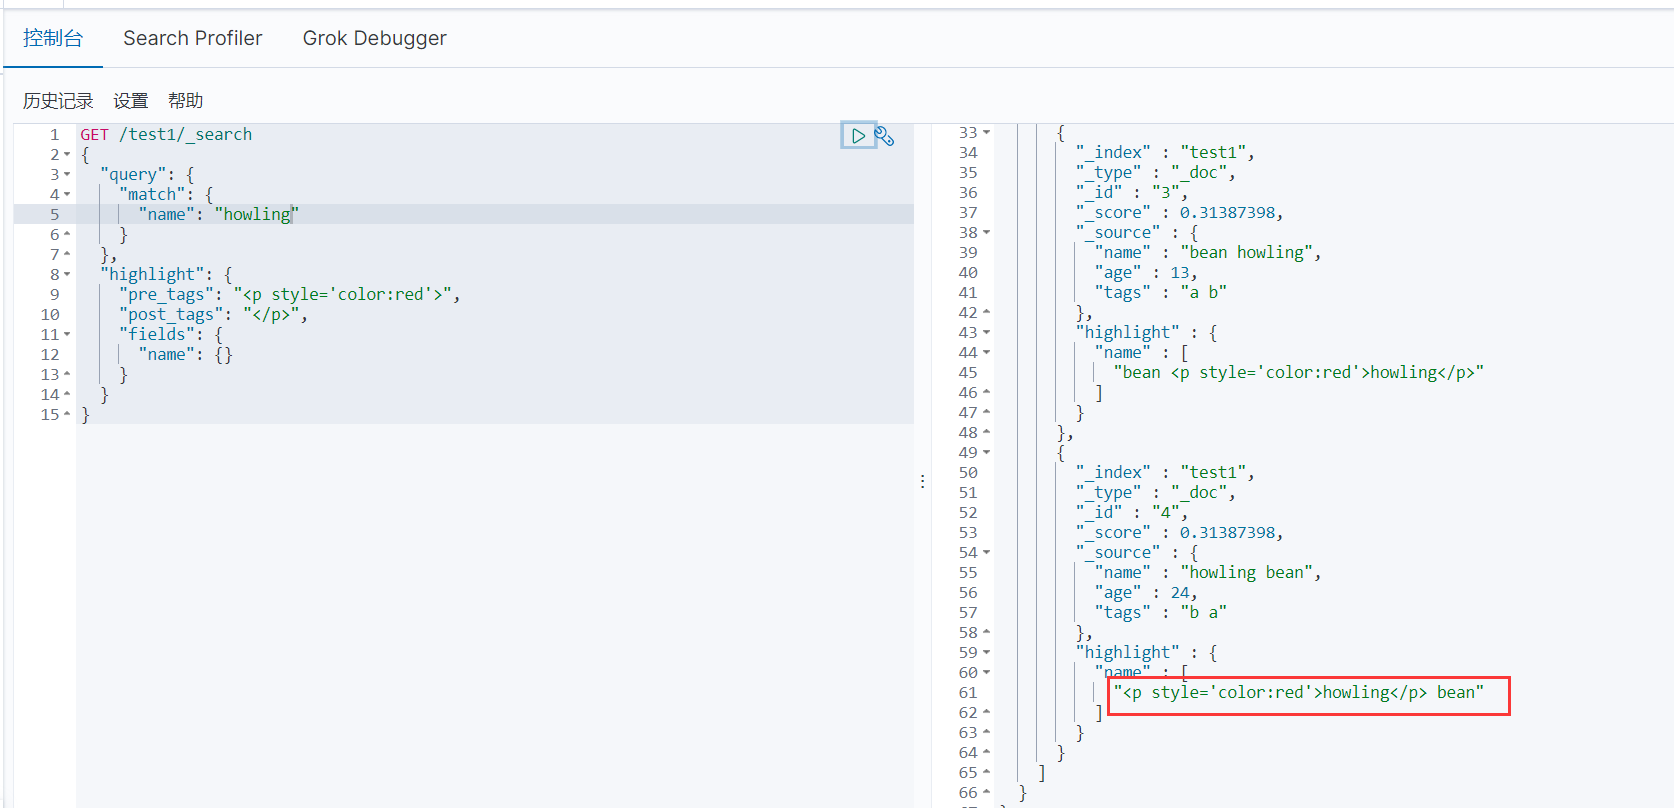 控制台 Search Profiler Grok Debugger
历史记录 设置 帮助
1 GET /test1/_search
2 {
3 "query": {
4 "match": {
5 "name": "howling"
6 }
7 },
8 "highlight": {
9 "pre_tags": "<p style='color:red'>",
10 "post_tags": "</p>",
11 "fields": {
12 "name": {}
13 }
14 }
15 }
33 {
34 "_index" : "test1",
35 "_type" : "_doc",
36 "_id" : "3",
37 "_score" : 0.31387398,
38 "_source" : {
39 "name" : "bean howling",
40 "age" : 13,
41 "tags" : "a b"
42 },
43 "highlight" : {
44 "name" : [
45 "bean <p style='color:red'>howling</p>"
46 ]
47 }
48 },
49 {
50 "_index" : "test1",
51 "_type" : "_doc",
52 "_id" : "4",
53 "_score" : 0.31387398,
54 "_source" : {
55 "name" : "howling bean",
56 "age" : 24,
57 "tags" : "b a"
58 },
59 "highlight" : {
60 "name" : [
61 "<p style='color:red'>howling</p> bean"
62 ]
63 }
64 }
65 ]
66 }